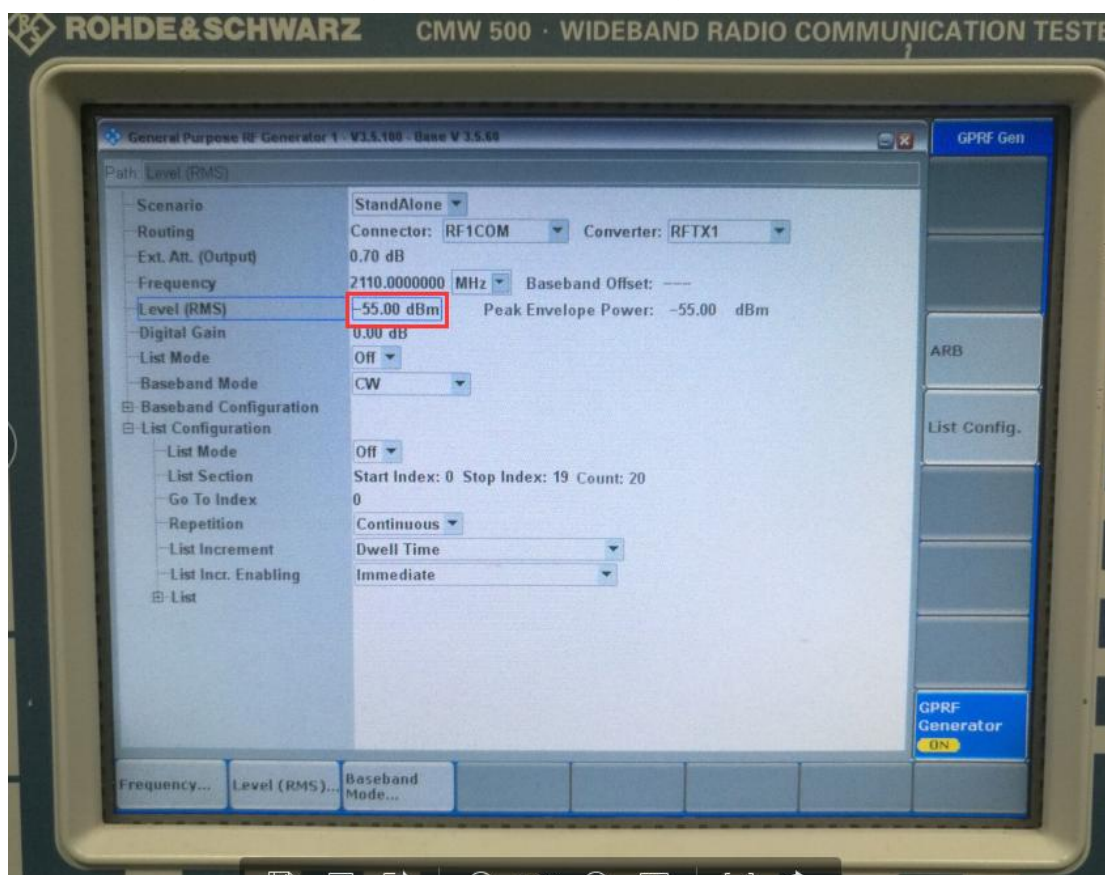 ROHDE&SCHWARZ CMW 500 · WIDEBAND RADIO COMMUNICATION TESTE
General Purpose RF Generator 1 - V3.5.100 - Base V 3.5.60
GPRF Gen
Path: Level (RMS)
Scenario StandAlone
Routing Connector: RF1COM Converter: RFTX1
Ext. Att. (Output) 0.70 dB
Frequency 2110.0000000 MHz Baseband Offset: ---
Level (RMS) -55.00 dBm Peak Envelope Power: -55.00 dBm
Digital Gain 0.00 dB
List Mode Off
Baseband Mode CW
Baseband Configuration
List Configuration
List Mode Off
List Section Start Index: 0 Stop Index: 19 Count: 20
Go To Index 0
Repetition Continuous
List Increment Dwell Time
List Incr. Enabling Immediate
List
ARB
List Config.
GPRF
Generator
ON
Frequency... Level (RMS)... Baseband
Mode...